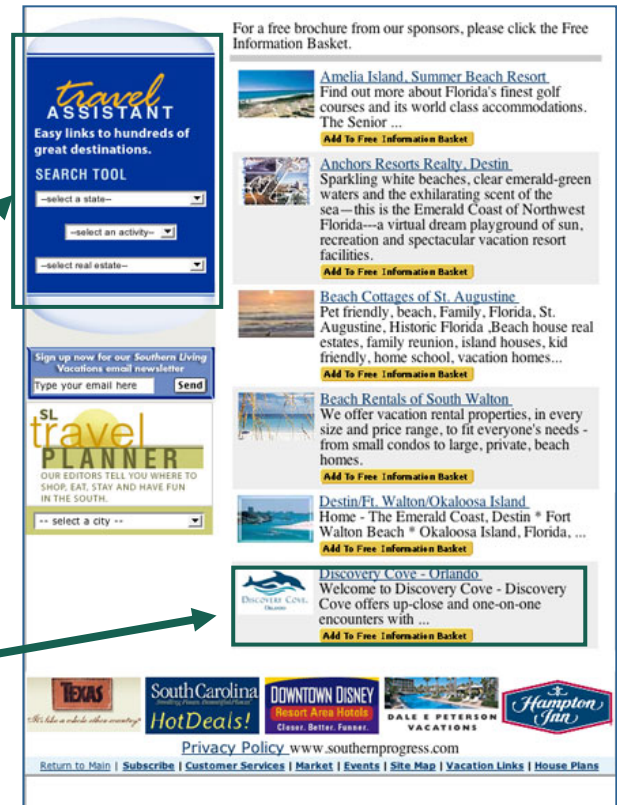 For a free brochure from our sponsors, please click the Free
Information Basket.
travel
ASSISTANT
Easy links to hundreds of
great destinations.
SEARCH TOOL
--select a state--
--select an activity--
--select real estate--
Sign up now for our Southern Living
Vacations email newsletter
Type your email here
Send
SL
travel
PLANNER
OUR EDITORS TELL YOU WHERE TO
SHOP, EAT, STAY AND HAVE FUN
IN THE SOUTH.
-- select a city --
Amelia Island, Summer Beach Resort
Find out more about Florida's finest golf
courses and its world class accommodations.
The Senior ...
Add To Free Information Basket
Anchors Resorts Realty, Destin
Sparkling white beaches, clear emerald-green
waters and the exhilarating scent of the
sea—this is the Emerald Coast of Northwest
Florida---a virtual dream playground of sun,
recreation and spectacular vacation resort
facilities.
Add To Free Information Basket
Beach Cottages of St. Augustine
Pet friendly, beach, Family, Florida, St.
Augustine, Historic Florida ,Beach house real
estates, family reunion, island houses, kid
friendly, home school, vacation homes...
Add To Free Information Basket
Beach Rentals of South Walton
We offer vacation rental properties, in every
size and price range, to fit everyone's needs -
from small condos to large, private, beach
homes.
Add To Free Information Basket
Destin/Ft. Walton/Okaloosa Island
Home - The Emerald Coast, Destin * Fort
Walton Beach * Okaloosa Island, Florida, ...
Add To Free Information Basket
DISCOVERY COVE.
ORLANDO
Discovery Cove - Orlando
Welcome to Discovery Cove - Discovery
Cove offers up-close and one-on-one
encounters with ...
Add To Free Information Basket
TEXAS
It's like a whole other country.
South Carolina
Smiling Faces. Beautiful Places.
HotDeals!
DOWNTOWN DISNEY
Resort Area Hotels
Closer. Better. Funner.
DALE E PETERSON
VACATIONS
Hampton
Inn
Privacy Policy www.southernprogress.com
Return to Main | Subscribe | Customer Services | Market | Events | Site Map | Vacation Links | House Plans